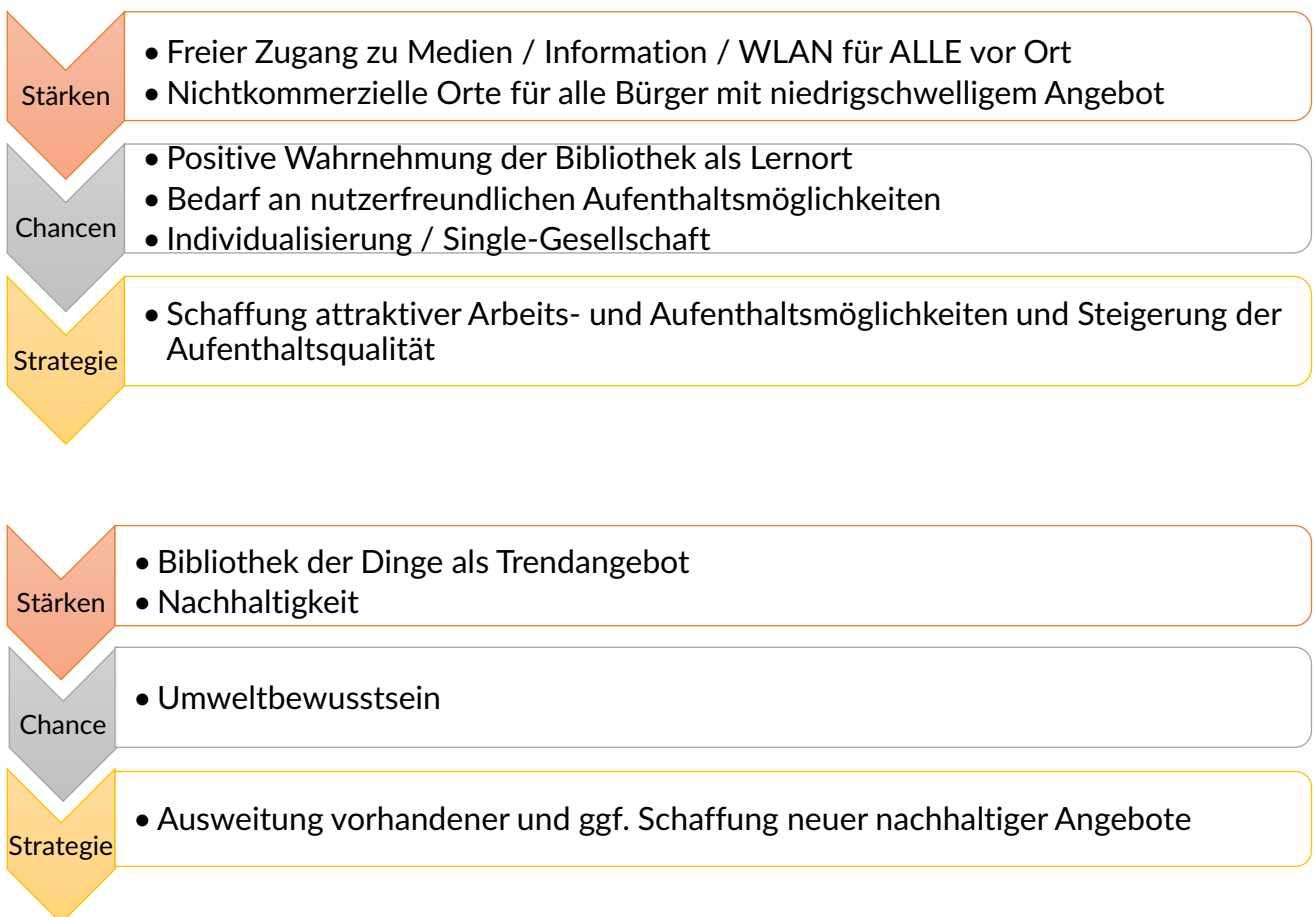 Stärken
• Freier Zugang zu Medien / Information / WLAN für ALLE vor Ort
• Nichtkommerzielle Orte für alle Bürger mit niedrigschwelligem Angebot
Chancen
• Positive Wahrnehmung der Bibliothek als Lernort
• Bedarf an nutzerfreundlichen Aufenthaltsmöglichkeiten
• Individualisierung / Single-Gesellschaft
Strategie
• Schaffung attraktiver Arbeits- und Aufenthaltsmöglichkeiten und Steigerung der
Aufenthaltsqualität
Stärken
• Bibliothek der Dinge als Trendangebot
• Nachhaltigkeit
Chance
• Umweltbewusstsein
Strategie
• Ausweitung vorhandener und ggf. Schaffung neuer nachhaltiger Angebote